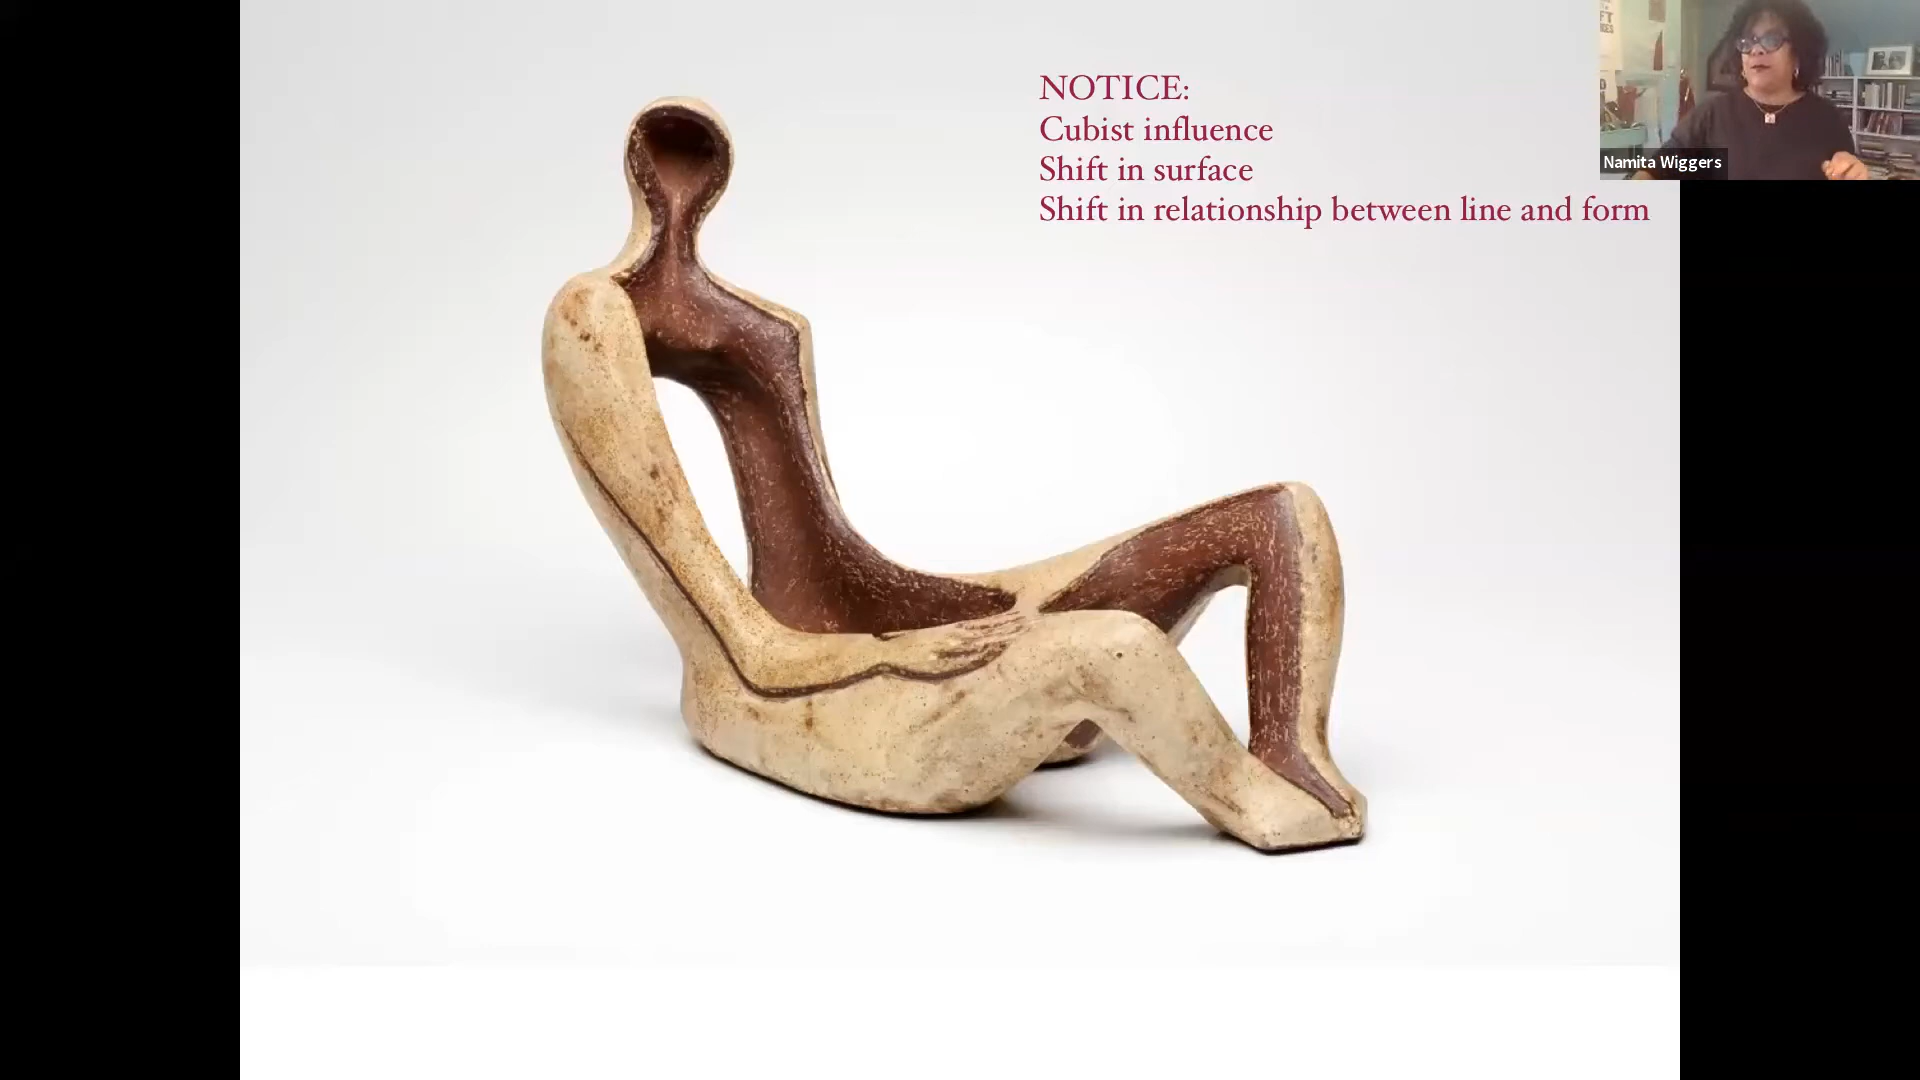 NOTICE:
Cubist influence
Shift in surface
Shift in relationship between line and form
Namita Wiggers